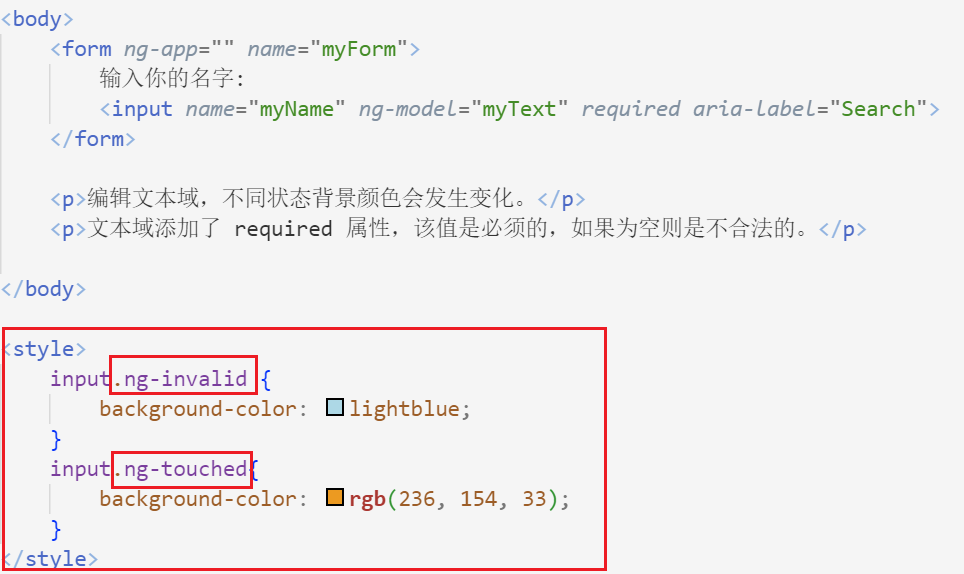 <body>
<form ng-app="" name="myForm">
输入你的名字:
<input name="myName" ng-model="myText" required aria-label="Search">
</form>
<p>编辑文本域，不同状态背景颜色会发生变化。</p>
<p>文本域添加了 required 属性，该值是必须的，如果为空则是不合法的。</p>
</body>
<style>
input.ng-invalid {
background-color: lightblue;
}
input.ng-touched{
background-color: rgb(236, 154, 33);
}
</style>